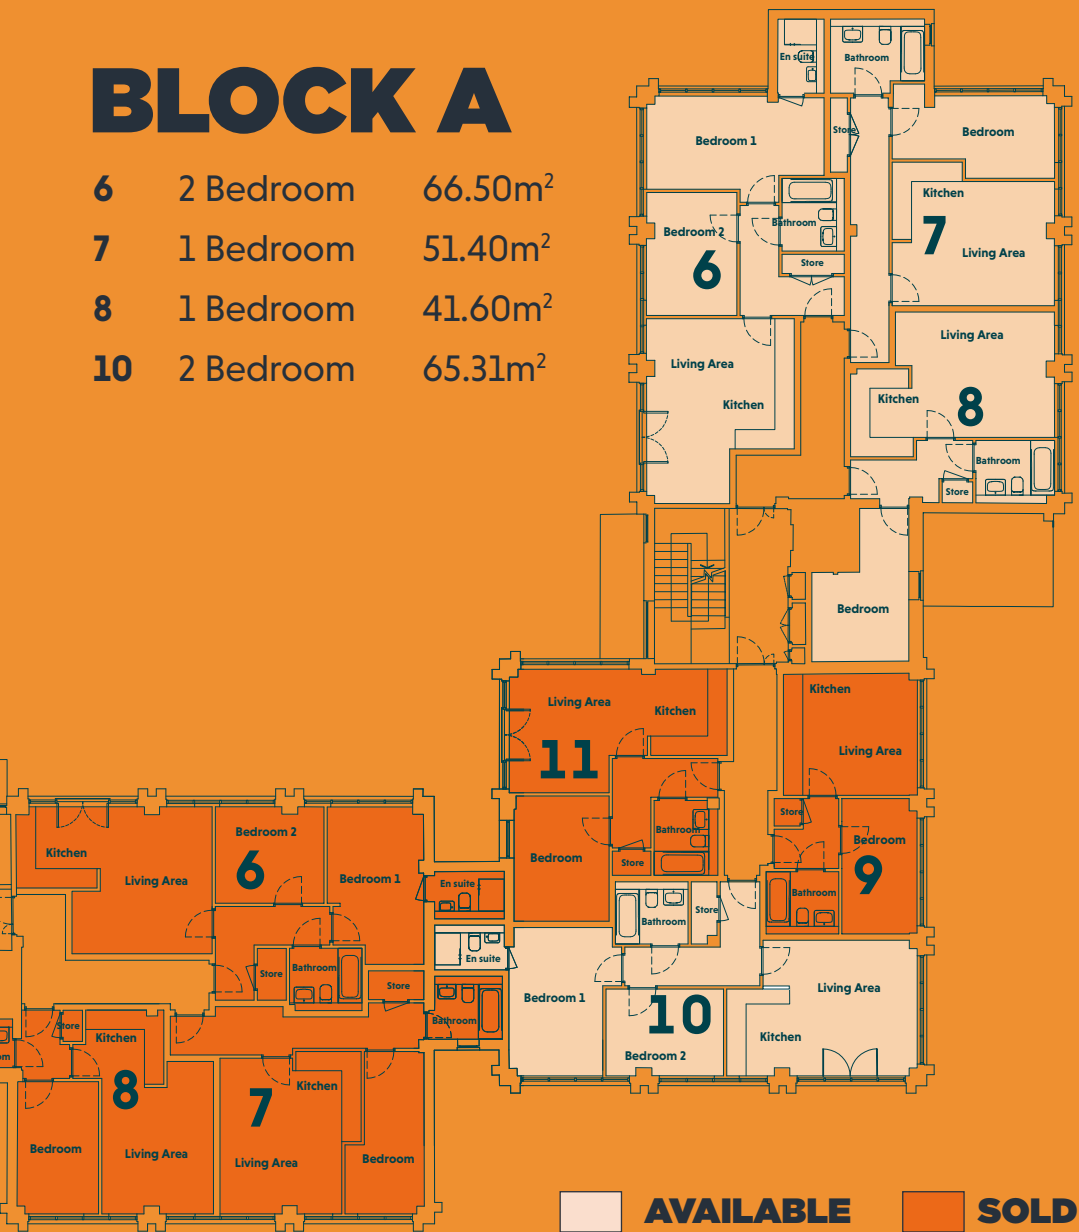 BLOCK A
6 2 Bedroom 66.50m²
7 1 Bedroom 51.40m²
8 1 Bedroom 41.60m²
10 2 Bedroom 65.31m²
En suite
Bathroom
Bedroom 1
Store
Bedroom
Kitchen
7
Living Area
Bathroom
Bedroom 2
6
Store
Living Area
Kitchen
Living Area
Kitchen
8
Bathroom
Store
Bedroom
Living Area
Kitchen
11
Bathroom
Bedroom
Store
Kitchen
Living Area
Store
Bedroom
9
Bathroom
Bathroom
Store
En suite
Bedroom 1
10
Bedroom 2
Living Area
Kitchen
Kitchen
Living Area
Bedroom 2
6
Bedroom 1
En suite
Store
Bathroom
Store
Bathroom
Store
om
Kitchen
8
Bedroom
Living Area
7
Kitchen
Living Area
Bedroom
AVAILABLE
SOLD